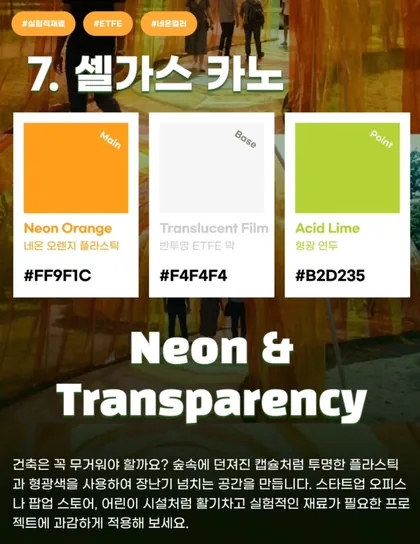 #실험적재료 #ETFE #네온컬러
7. 셀가스 카노
Main Base Point
Neon Orange Translucent Film Acid Lime
네온 오렌지 플라스틱 반투명 ETFE 막 형광 연두
#FF9F1C #F4F4F4 #B2D235
Neon &
Transparency
건축은 꼭 무거워야 할까요? 숲속에 던져진 캡슐처럼 투명한 플라스틱
과 형광색을 사용하여 장난기 넘치는 공간을 만듭니다. 스타트업 오피스
나 팝업 스토어, 어린이 시설처럼 활기차고 실험적인 재료가 필요한 프로
젝트에 과감하게 적용해 보세요.